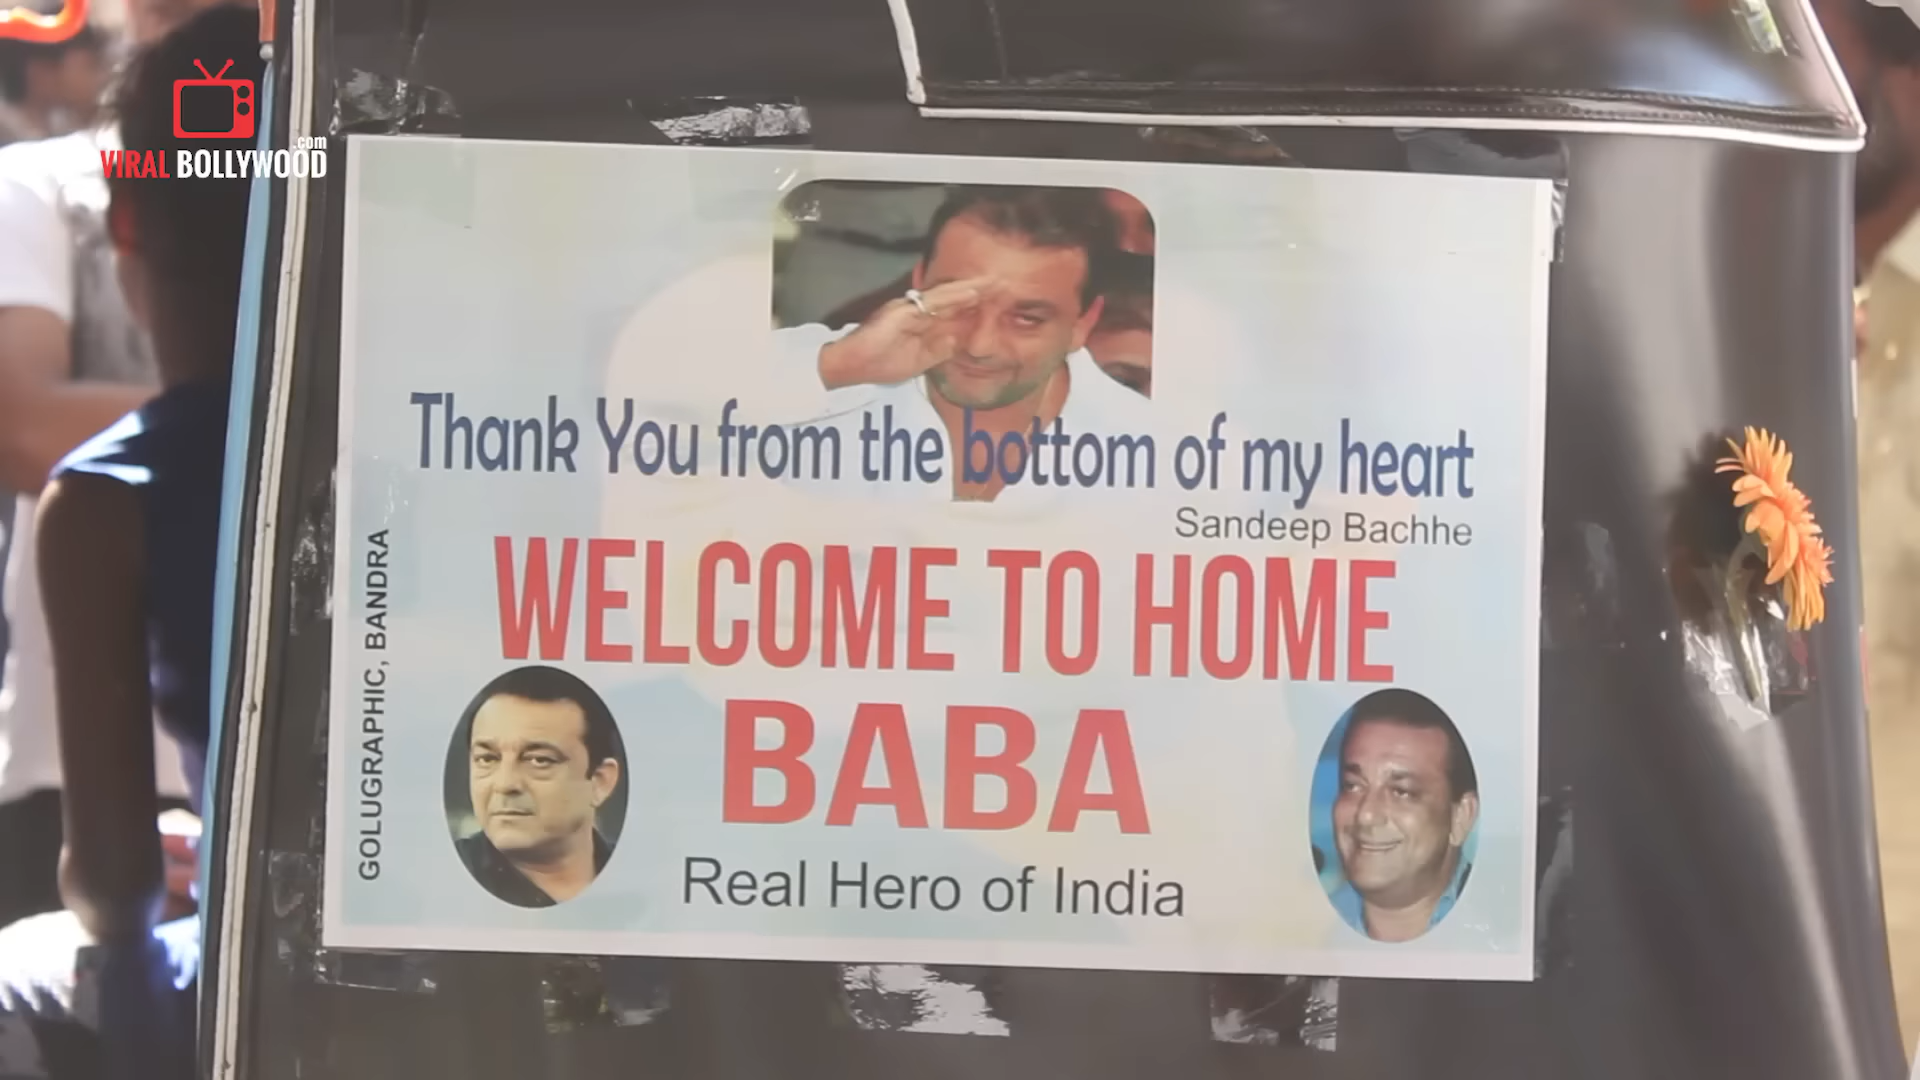 .com
VIRAL BOLLYWOOD
Thank You from the bottom of my heart
Sandeep Bachhe
WELCOME TO HOME
BABA
Real Hero of India
GOLUGRAPHIC, BANDRA